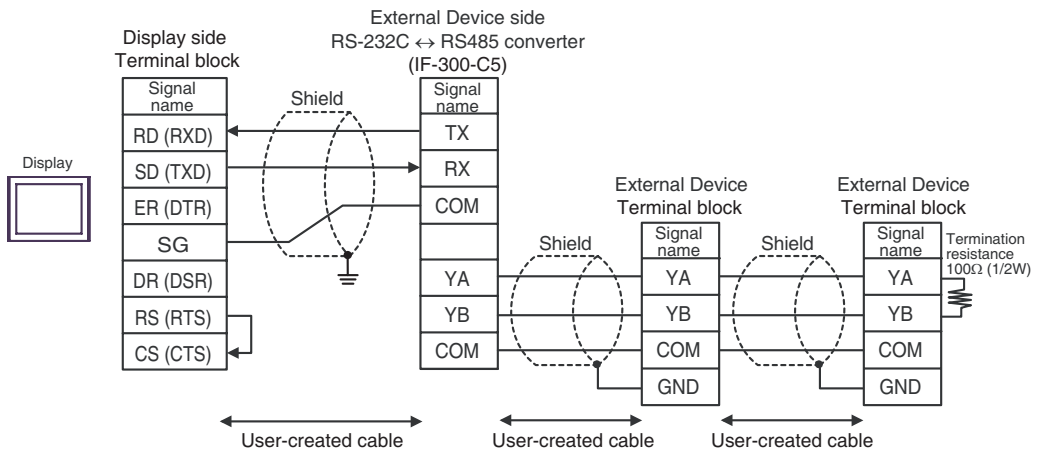 External Device side
RS-232C ↔ RS485 converter
(IF-300-C5)
Display side
Terminal block
Signal
name
RD (RXD)
SD (TXD)
ER (DTR)
SG
DR (DSR)
RS (RTS)
CS (CTS)
Display
Shield
Signal
name
TX
RX
COM
YA
YB
COM
Shield
External Device
Terminal block
Signal
name
YA
YB
COM
GND
Shield
External Device
Terminal block
Signal
name
YA
YB
COM
GND
Termination
resistance
100Ω (1/2W)
User-created cable
User-created cable
User-created cable